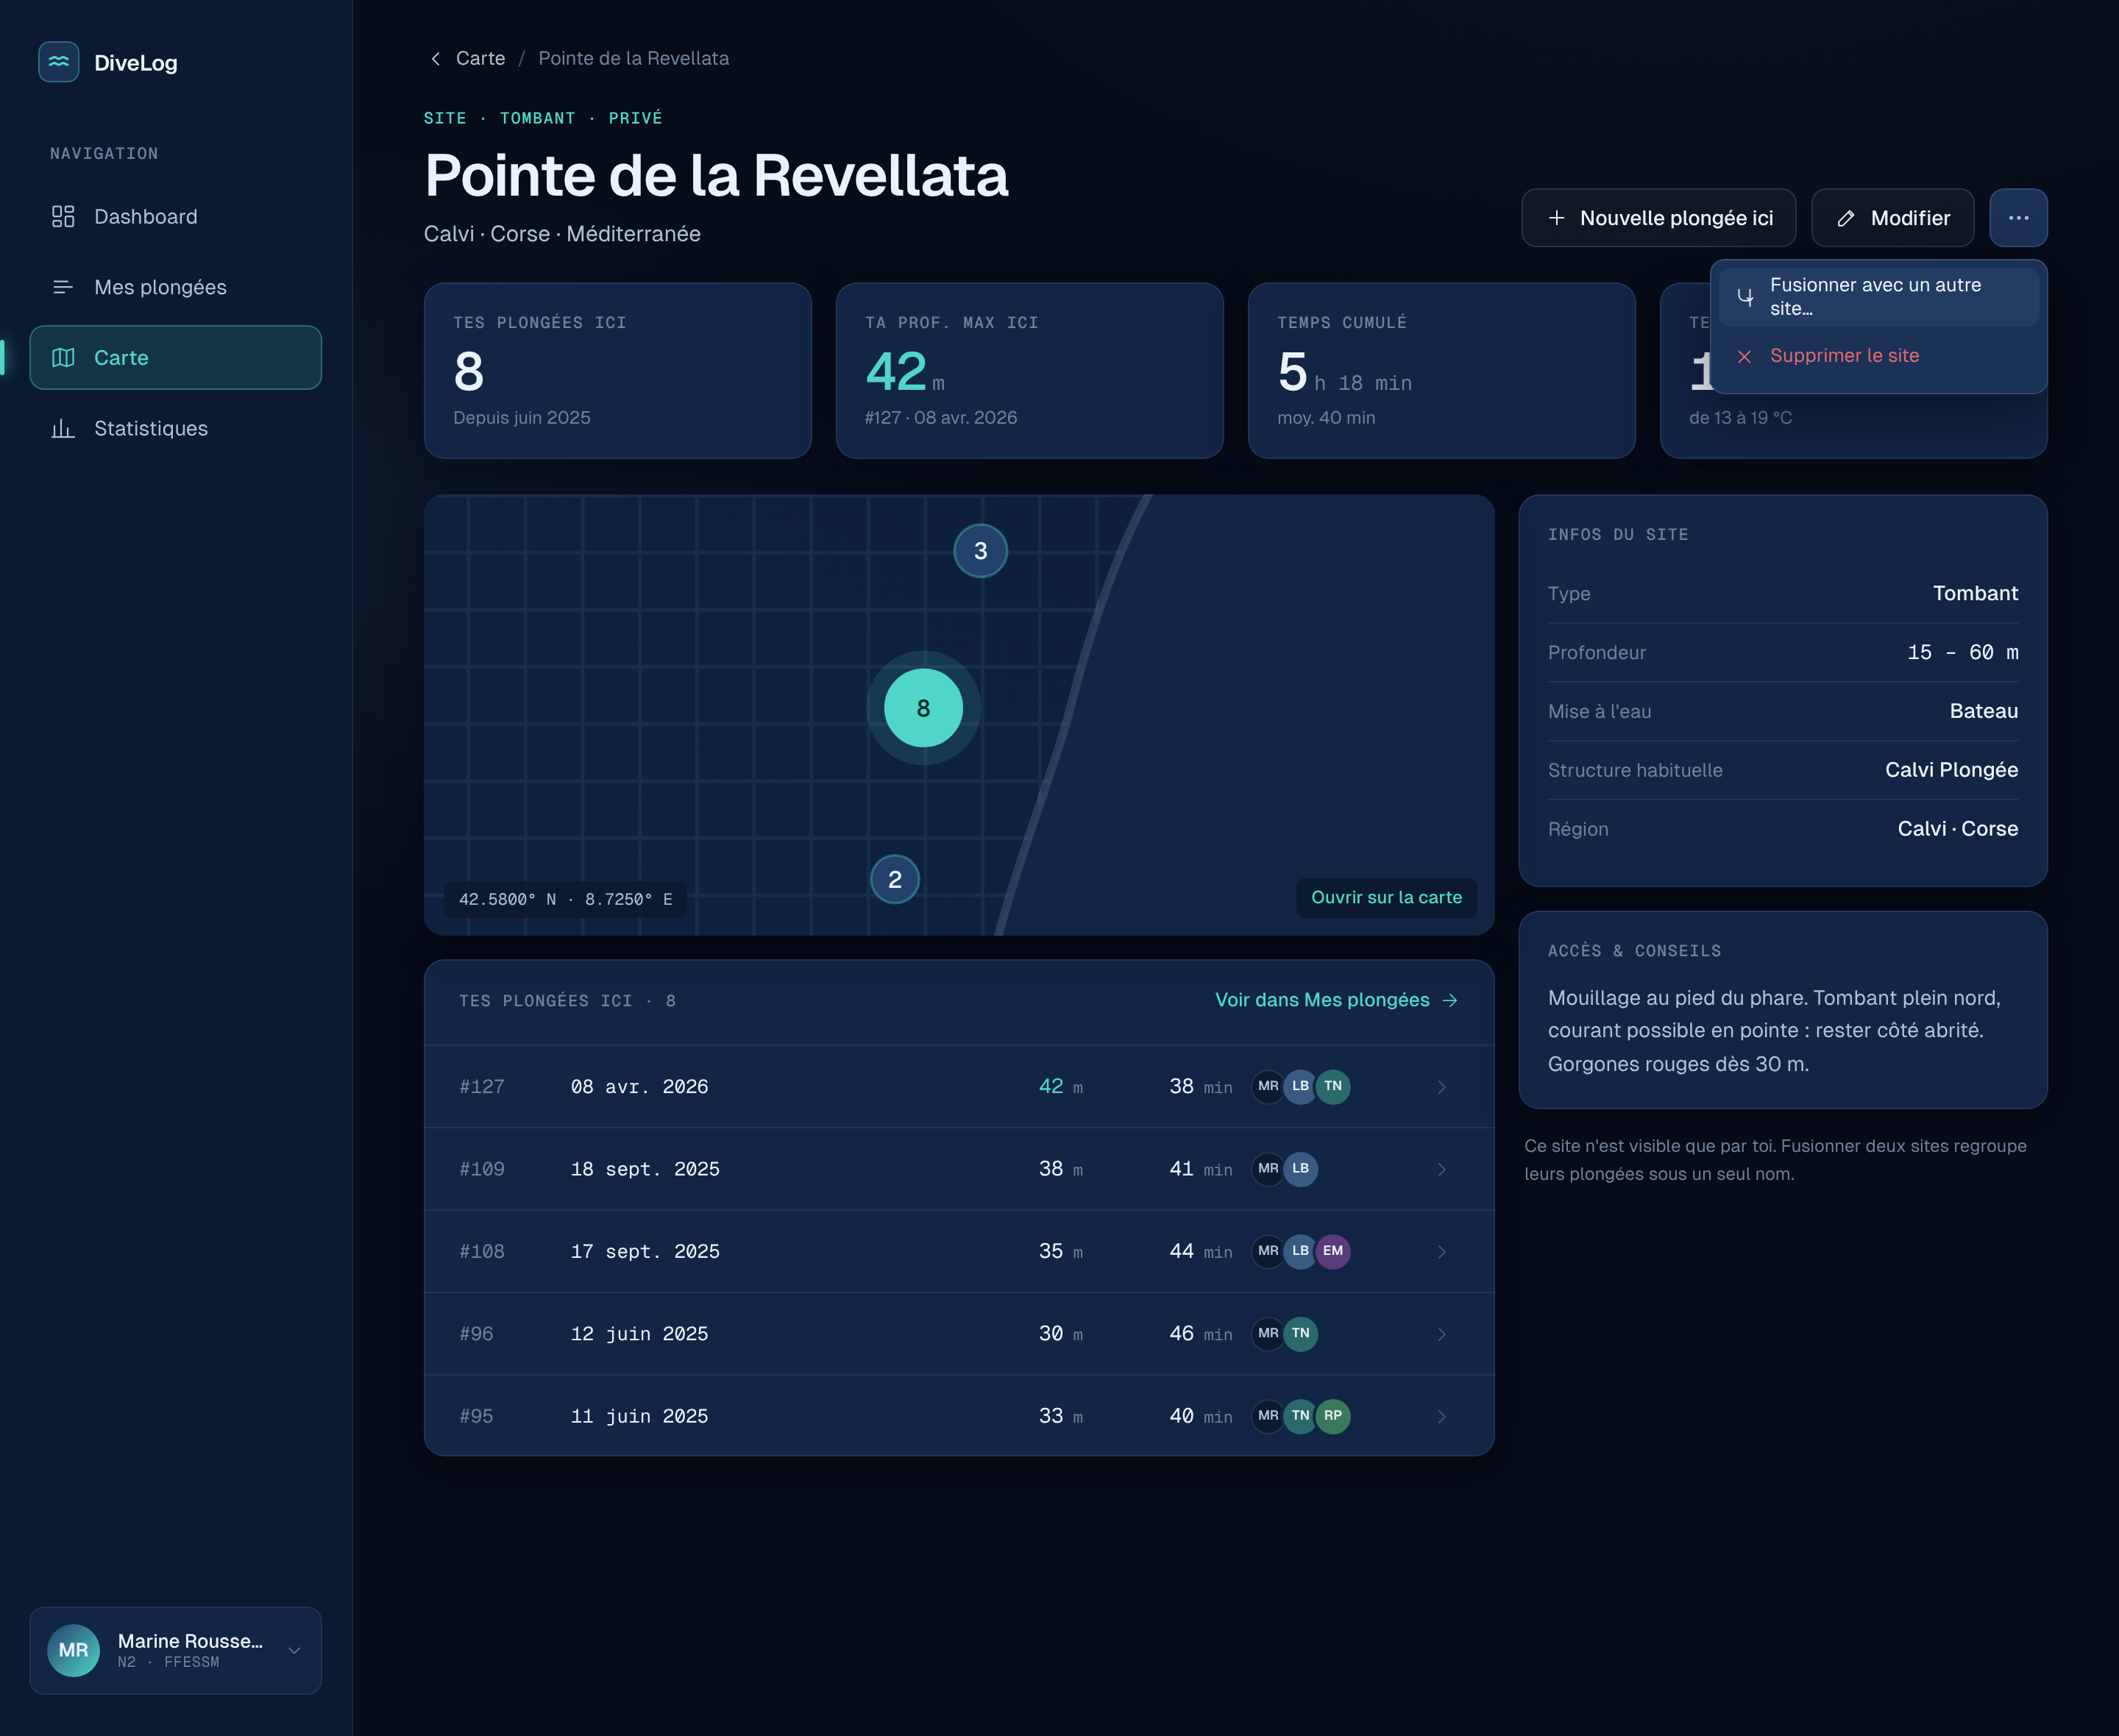 DiveLog
NAVIGATION
Dashboard
Mes plongées
Carte
Statistiques
MR
Marine Rousse…
N2 · FFESSM
Carte / Pointe de la Revellata
SITE · TOMBANT · PRIVÉ
Pointe de la Revellata
Calvi · Corse · Méditerranée
Nouvelle plongée ici
Modifier
Fusionner avec un autre
site…
Supprimer le site
TES PLONGÉES ICI
8
Depuis juin 2025
TA PROF. MAX ICI
42 m
#127 · 08 avr. 2026
TEMPS CUMULÉ
5 h 18 min
moy. 40 min
de 13 à 19 °C
3
8
2
42.5800° N · 8.7250° E
Ouvrir sur la carte
INFOS DU SITE
Type Tombant
Profondeur 15 – 60 m
Mise à l'eau Bateau
Structure habituelle Calvi Plongée
Région Calvi · Corse
ACCÈS & CONSEILS
Mouillage au pied du phare. Tombant plein nord,
courant possible en pointe : rester côté abrité.
Gorgones rouges dès 30 m.
Ce site n'est visible que par toi. Fusionner deux sites regroupe
leurs plongées sous un seul nom.
TES PLONGÉES ICI · 8
Voir dans Mes plongées →
#127 08 avr. 2026 42 m 38 min MR LB TN
#109 18 sept. 2025 38 m 41 min MR LB
#108 17 sept. 2025 35 m 44 min MR LB EM
#96 12 juin 2025 30 m 46 min MR TN
#95 11 juin 2025 33 m 40 min MR TN RP